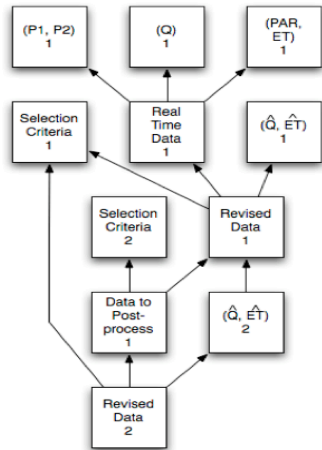 (P1, P2)
1
(Q)
1
(PAR,
ET)
1
Selection
Criteria
1
Real
Time
Data
1
(Q̂, ÊT)
1
Selection
Criteria
2
Revised
Data
1
Data to
Post-
process
1
(Q̂, ÊT)
2
Revised
Data
2